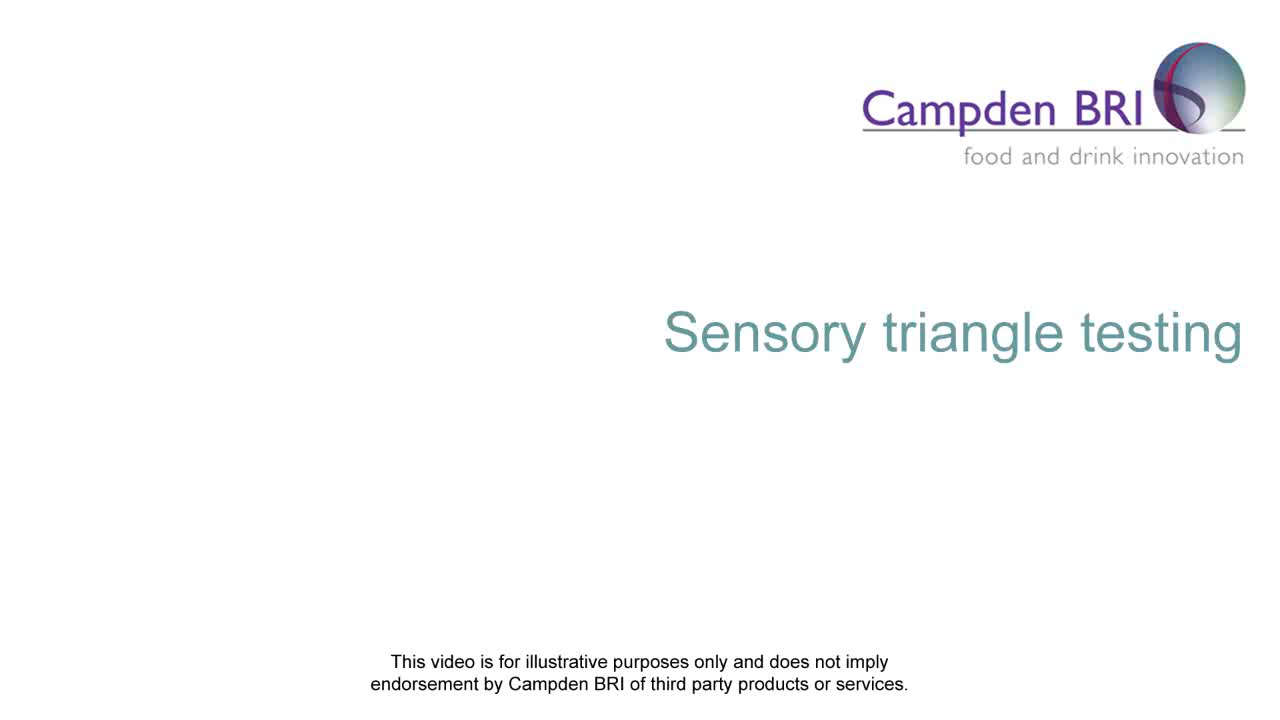 Campden BRI
food and drink innovation
Sensory triangle testing
This video is for illustrative purposes only and does not imply
endorsement by Campden BRI of third party products or services.